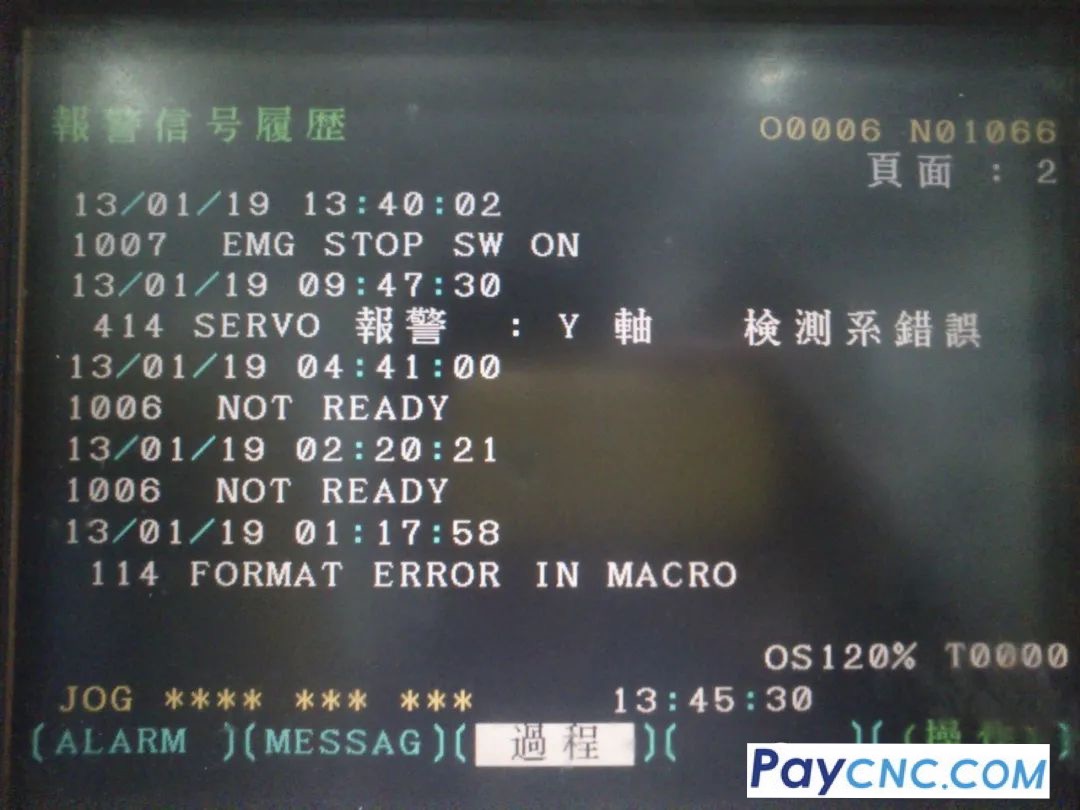 報警信号履歴
O0006 N01066
頁面 : 2
13/01/19 13:40:02
1007 EMG STOP SW ON
13/01/19 09:47:30
414 SERVO 報警 : Y 軸 検測系錯誤
13/01/19 04:41:00
1006 NOT READY
13/01/19 02:20:21
1006 NOT READY
13/01/19 01:17:58
114 FORMAT ERROR IN MACRO
OS120% T0000
JOG **** *** ***
13:45:30
(ALARM )(MESSAG)( 過程 )( )(
PayCNC.COM